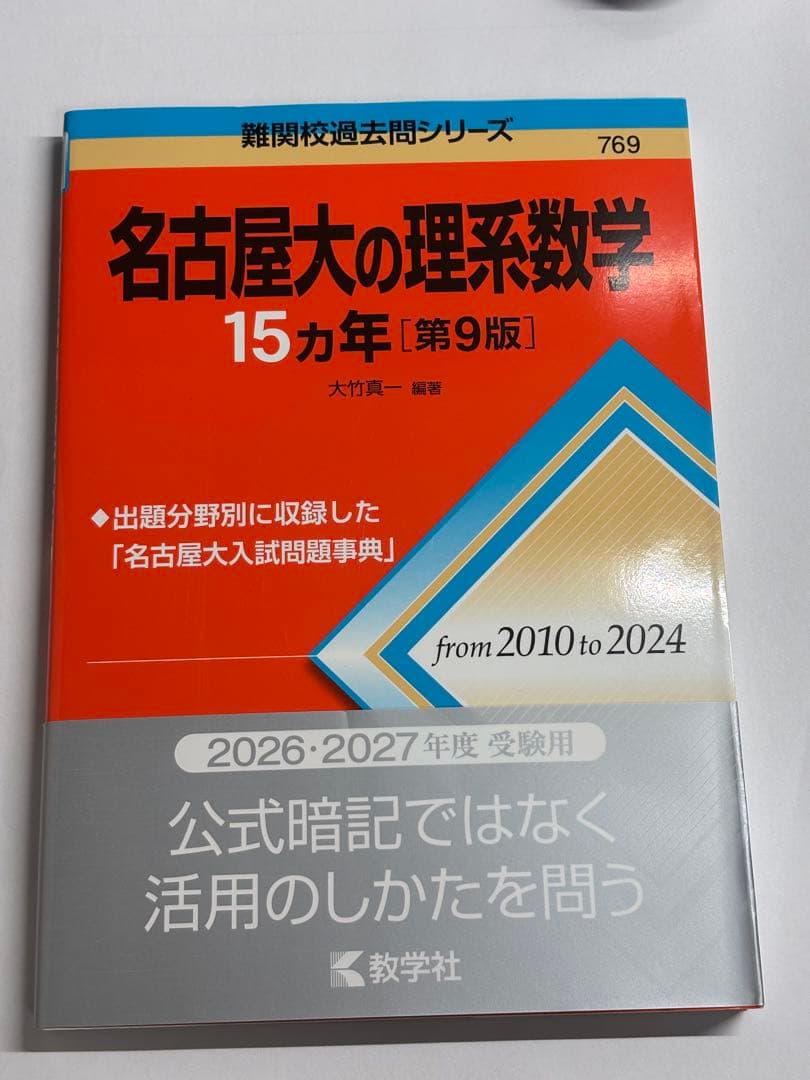 難関校過去問シリーズ
769
名古屋大の理系数学
15ヵ年[第9版]
大竹真一 編著
◆出題分野別に収録した
「名古屋大入試問題事典」
from 2010 to 2024
2026・2027年度 受験用
公式暗記ではなく
活用のしかたを問う
教学社